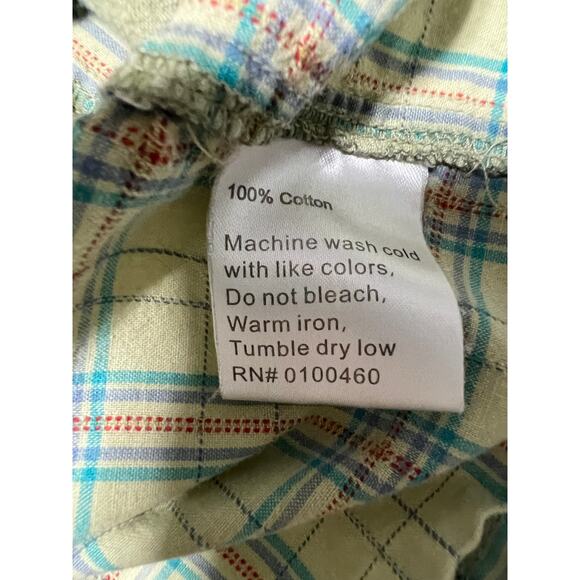 100% Cotton
Machine wash cold
with like colors,
Do not bleach,
Warm iron,
Tumble dry low
RN# 0100460